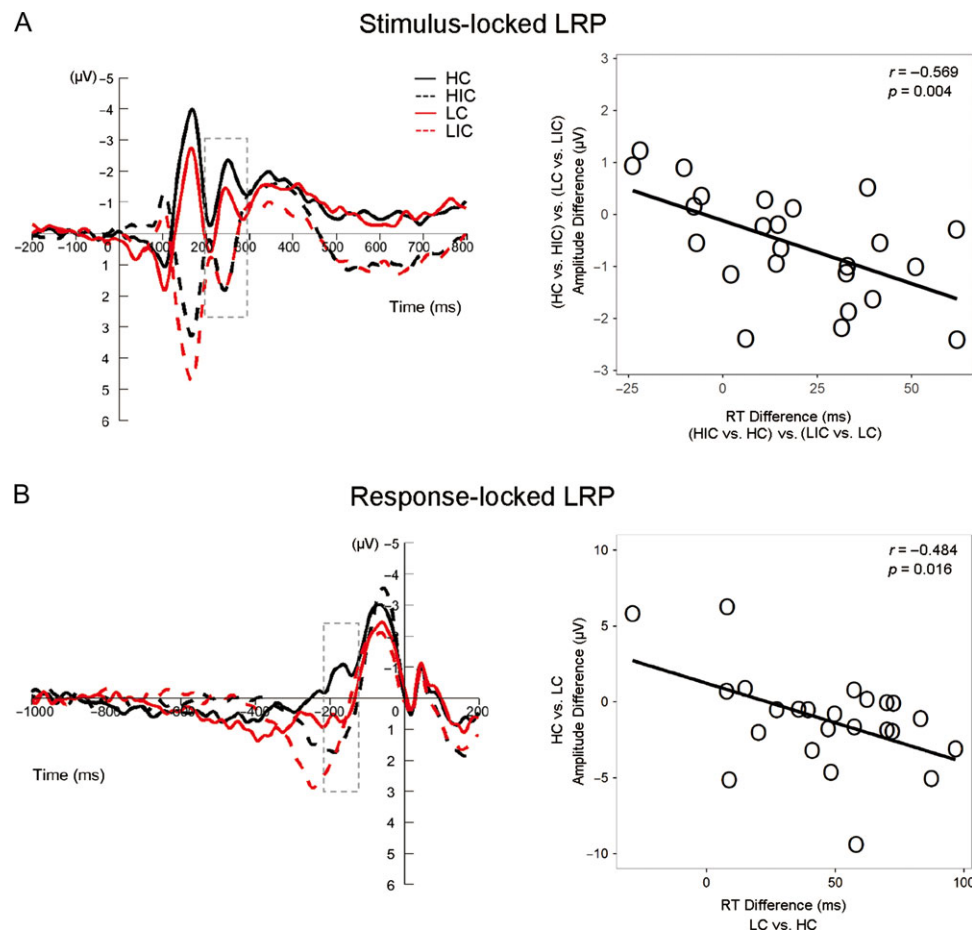 A
Stimulus-locked LRP
(μV)
-5
-4
-3
-2
-1
1
2
3
4
5
6
-200 -100 0 100 200 300 400 500 600 700 800
Time (ms)
HC
HIC
LC
LIC
r = −0.569
p = 0.004
(HC vs. HIC) vs. (LC vs. LIC)
Amplitude Difference (μV)
3
2
1
0
−1
−2
−3
−25 0 25 50
RT Difference (ms)
(HIC vs. HC) vs. (LIC vs. LC)
B
Response-locked LRP
(μV)
-5
-4
-3
-2
-1
1
2
3
4
5
6
-1000 -800 -600 -400 -200 0 200
Time (ms)
r = −0.484
p = 0.016
HC vs. LC
Amplitude Difference (μV)
10
5
0
−5
−10
0 50 100
RT Difference (ms)
LC vs. HC